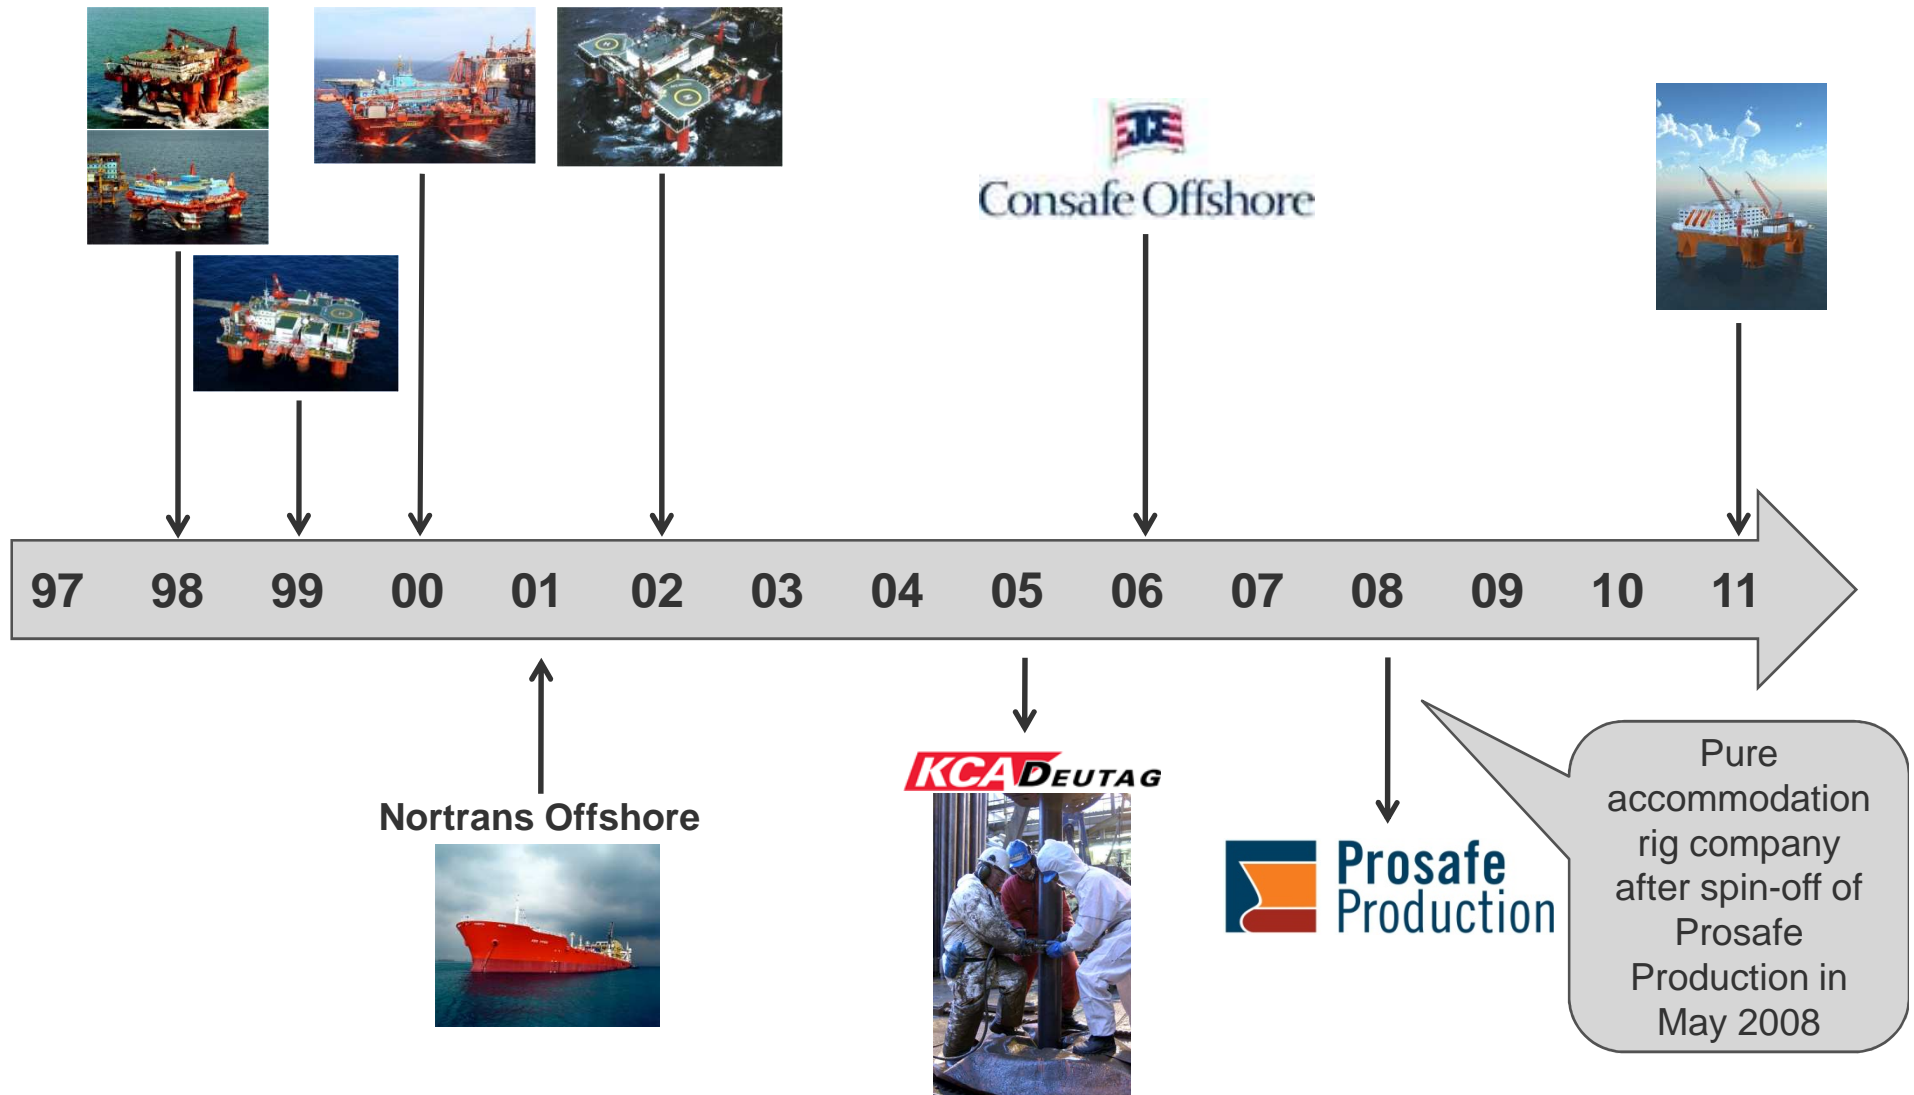 JCE
Consafe Offshore
97 98 99 00 01 02 03 04 05 06 07 08 09 10 11
Nortrans Offshore
KCA DEUTAG
Prosafe
Production
Pure
accommodation
rig company
after spin-off of
Prosafe
Production in
May 2008